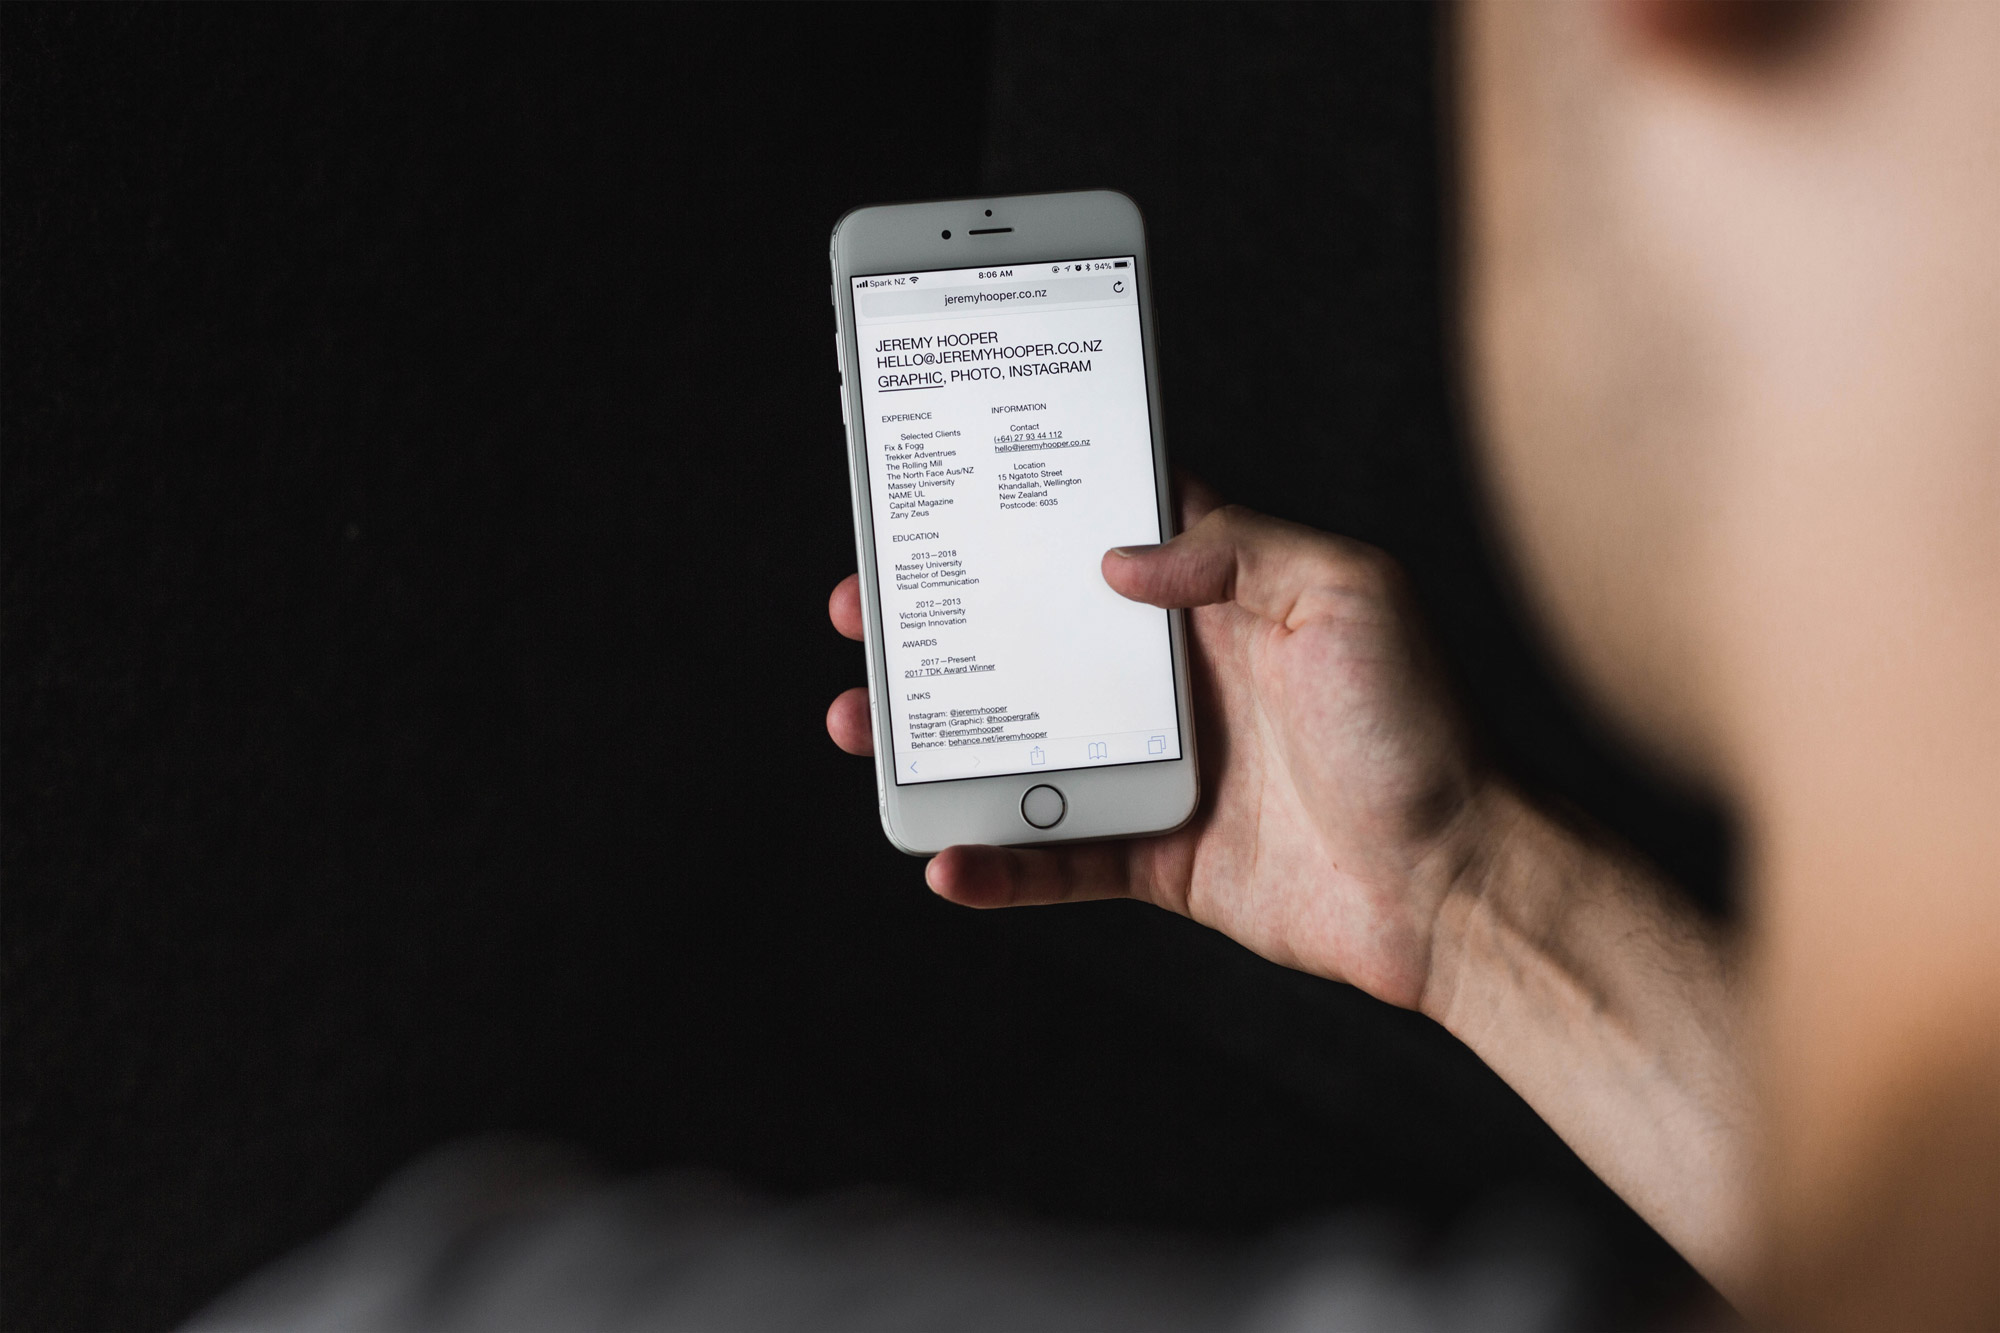 Spark NZ 8:06 AM 94%
jeremyhooper.co.nz
JEREMY HOOPER
HELLO@JEREMYHOOPER.CO.NZ
GRAPHIC, PHOTO, INSTAGRAM
EXPERIENCE
Selected Clients
Fix & Fogg
Trekker Adventrues
The Rolling Mill
The North Face Aus/NZ
Massey University
NAME UL
Capital Magazine
Zany Zeus
INFORMATION
Contact
(+64) 27 93 44 112
hello@jeremyhooper.co.nz
Location
15 Ngatoto Street
Khandallah, Wellington
New Zealand
Postcode: 6035
EDUCATION
2013—2018
Massey University
Bachelor of Desgin
Visual Communication
2012—2013
Victoria University
Design Innovation
AWARDS
2017—Present
2017 TDK Award Winner
LINKS
Instagram: @jeremyhooper
Instagram (Graphic): @hoopergrafik
Twitter: @jeremymhooper
Behance: behance.net/jeremyhooper